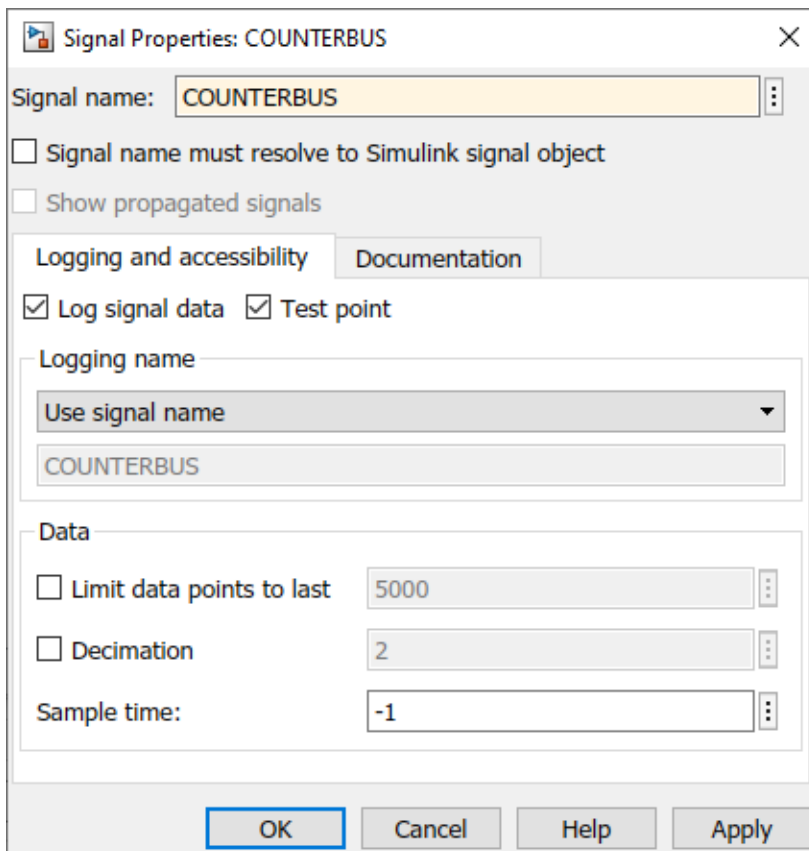 Signal Properties: COUNTERBUS
Signal name: COUNTERBUS
Signal name must resolve to Simulink signal object
Show propagated signals
Logging and accessibility Documentation
Log signal data Test point
Logging name
Use signal name
COUNTERBUS
Data
Limit data points to last 5000
Decimation 2
Sample time: -1
OK Cancel Help Apply